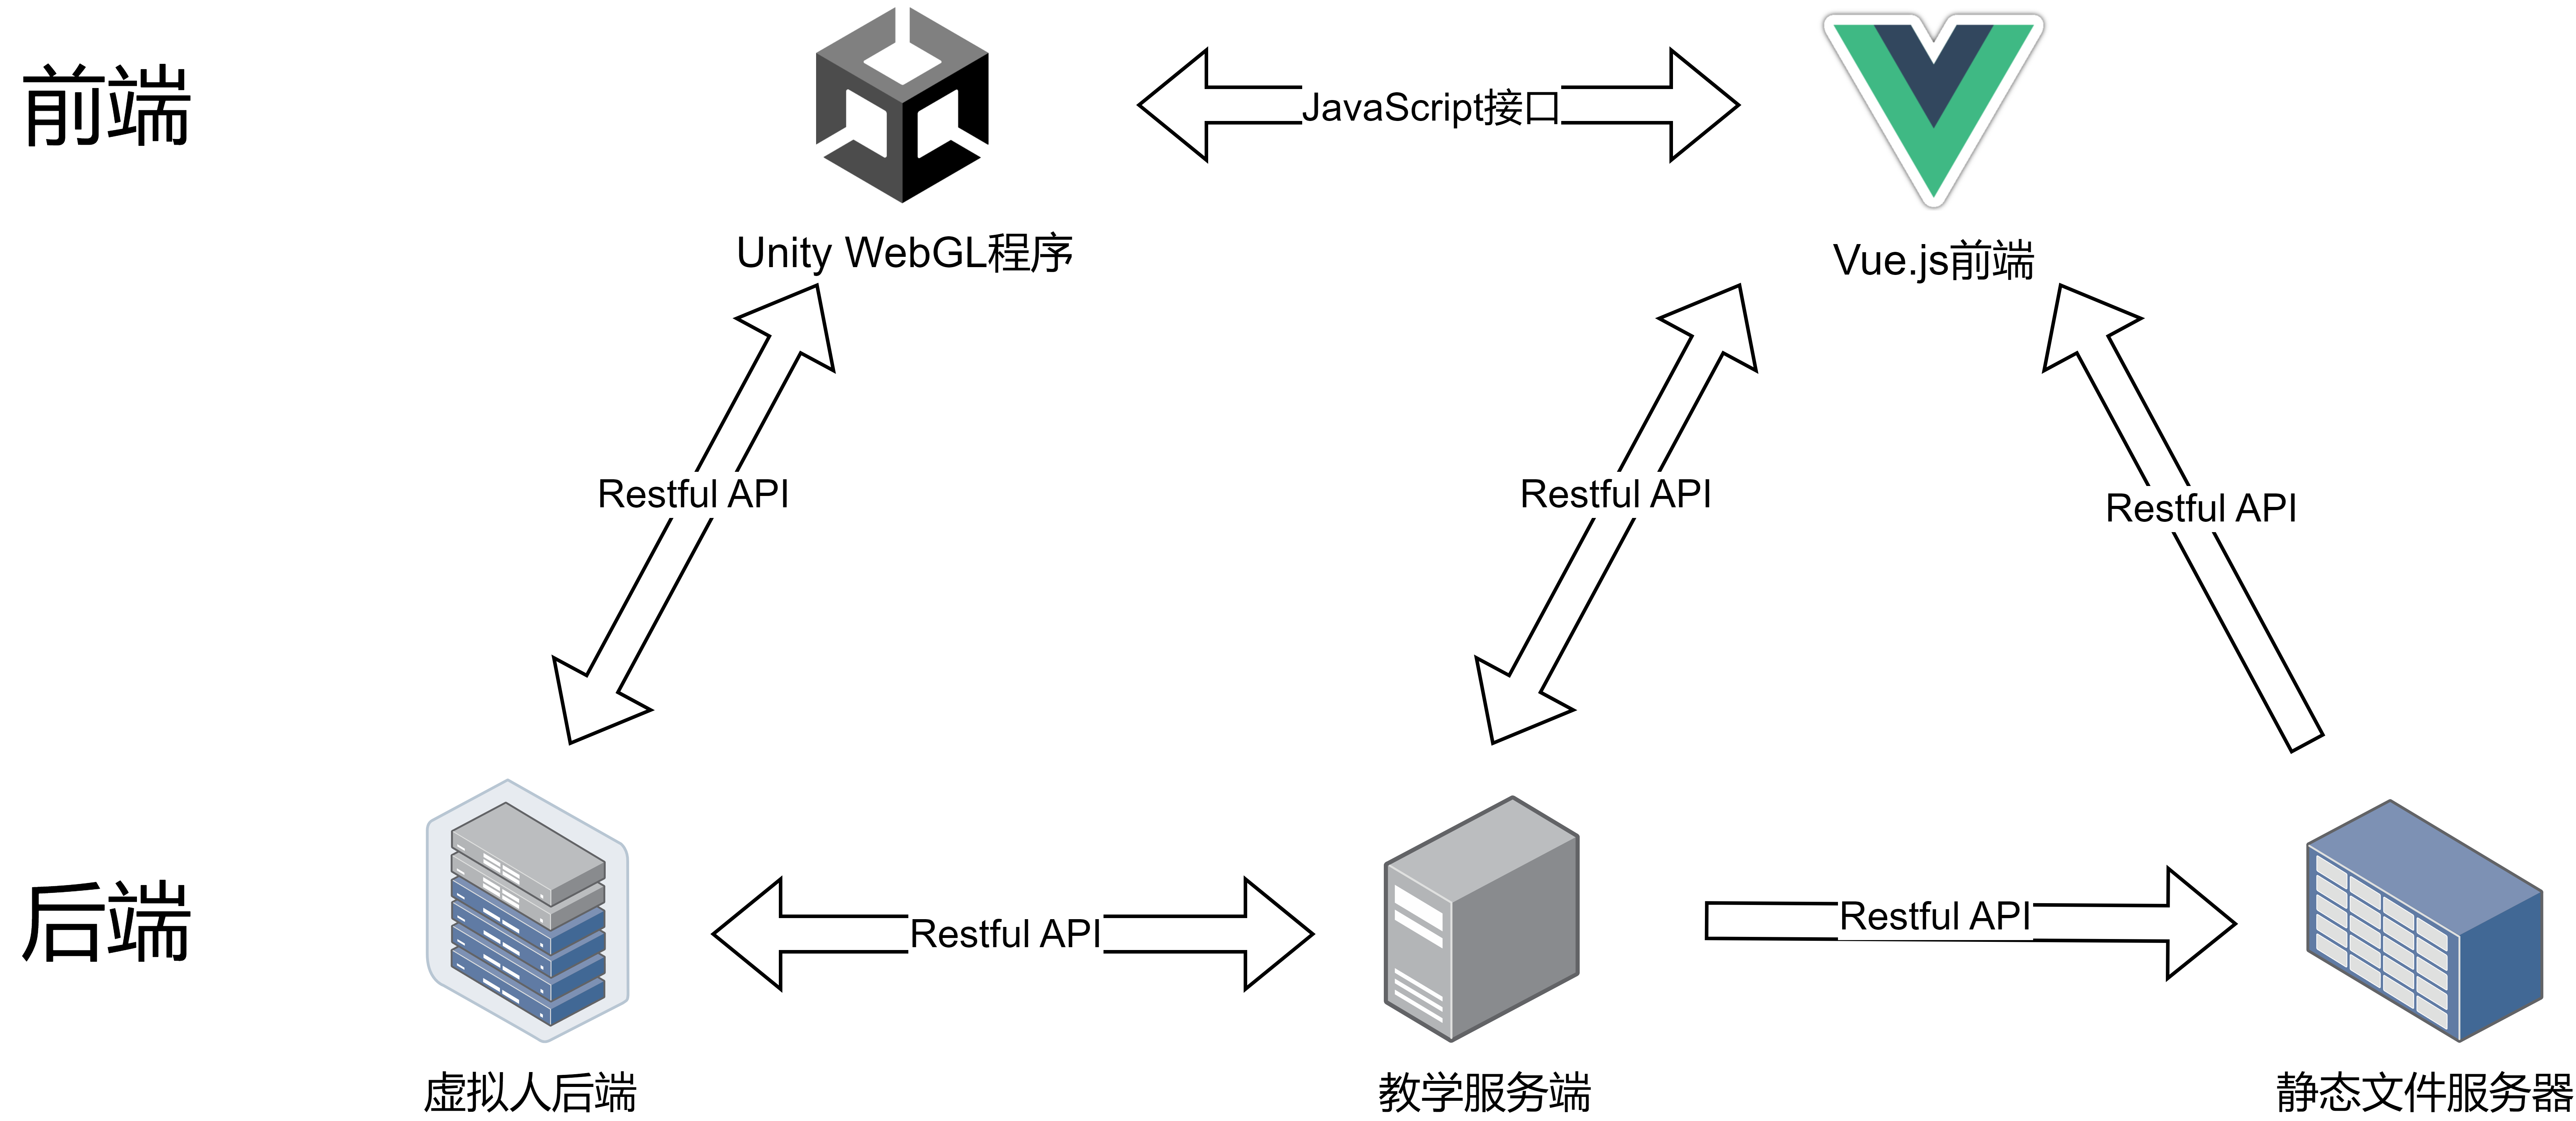 前端
JavaScript接口
Unity WebGL程序
Vue.js前端
Restful API
Restful API
Restful API
后端
Restful API
Restful API
虚拟人后端
教学服务端
静态文件服务器